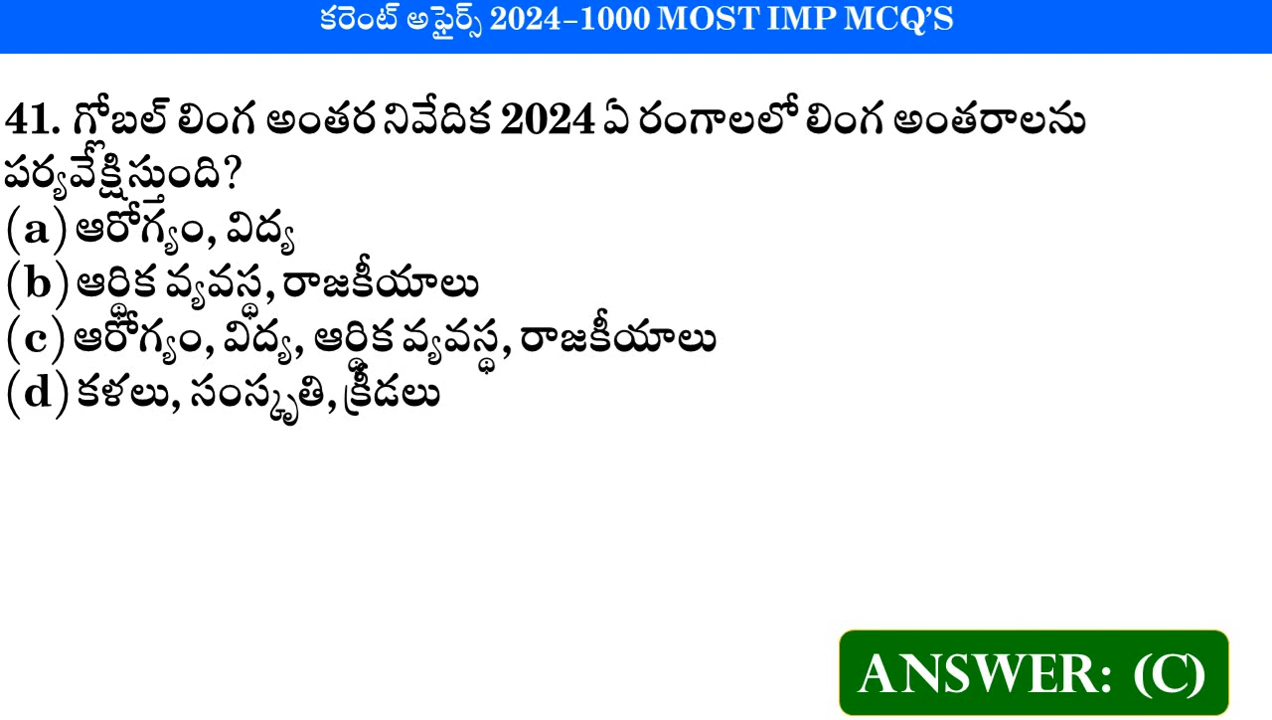 కరెంట్ అఫైర్స్ 2024-1000 MOST IMP MCQ'S
41. గ్లోబల్ లింగ అంతర నివేదిక 2024 ఏ రంగాలలో లింగ అంతరాలను
పర్యవేక్షిస్తుంది?
(a) ఆరోగ్యం, విద్య
(b) ఆర్థిక వ్యవస్థ, రాజకీయాలు
(c) ఆరోగ్యం, విద్య, ఆర్థిక వ్యవస్థ, రాజకీయాలు
(d) కళలు, సంస్కృతి, క్రీడలు
ANSWER: (C)